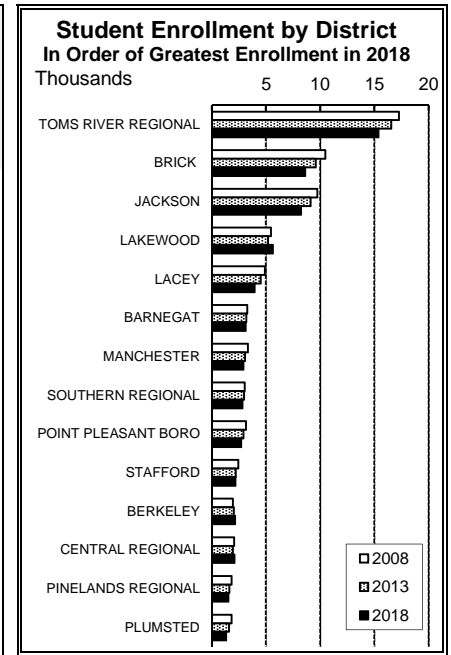 Student Enrollment by District
In Order of Greatest Enrollment in 2018
Thousands
5 10 15 20
TOMS RIVER REGIONAL
BRICK
JACKSON
LAKEWOOD
LACEY
BARNEGAT
MANCHESTER
SOUTHERN REGIONAL
POINT PLEASANT BORO
STAFFORD
BERKELEY
CENTRAL REGIONAL
PINELANDS REGIONAL
PLUMSTED
2008
2013
2018